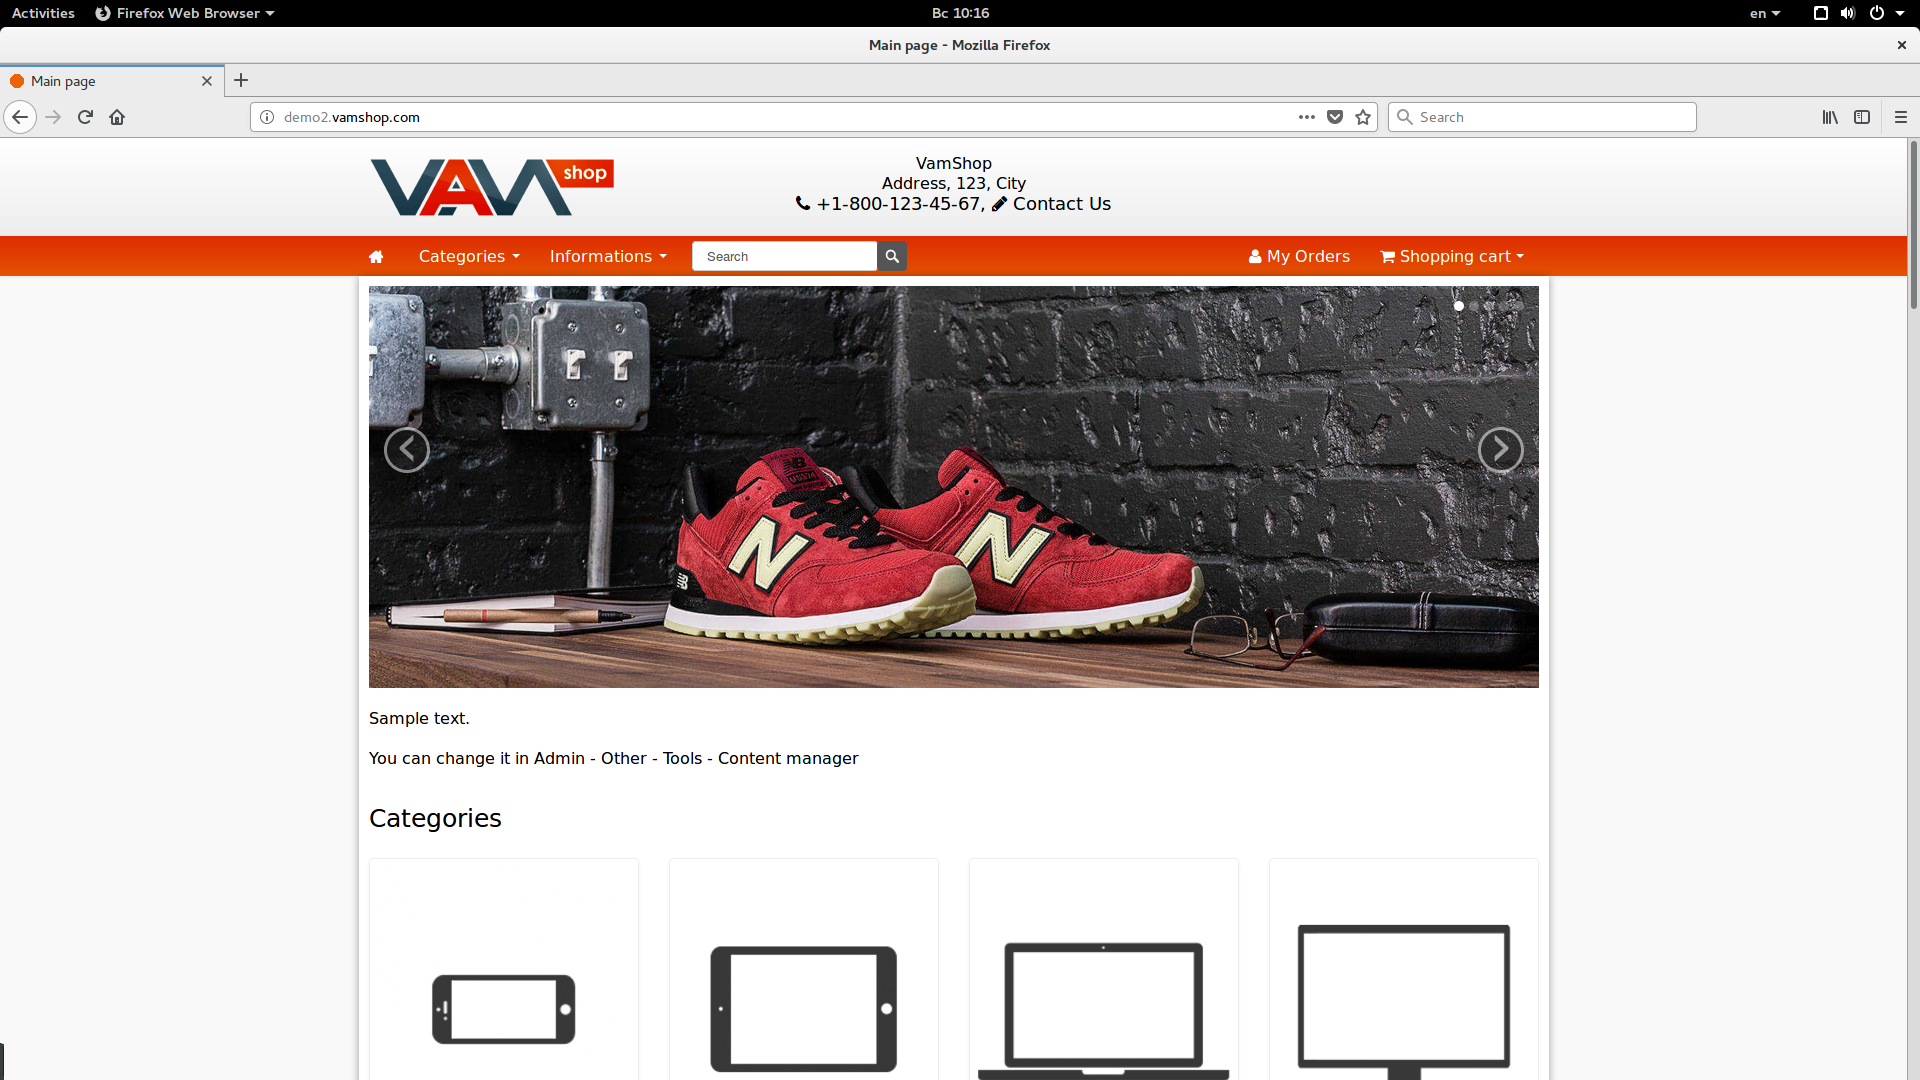 Activities Firefox Web Browser Вс 10:16 en
Main page - Mozilla Firefox
Main page
demo2.vamshop.com Search
VAM shop
VamShop
Address, 123, City
+1-800-123-45-67, Contact Us
Categories Informations Search My Orders Shopping cart
Sample text.
You can change it in Admin - Other - Tools - Content manager
Categories